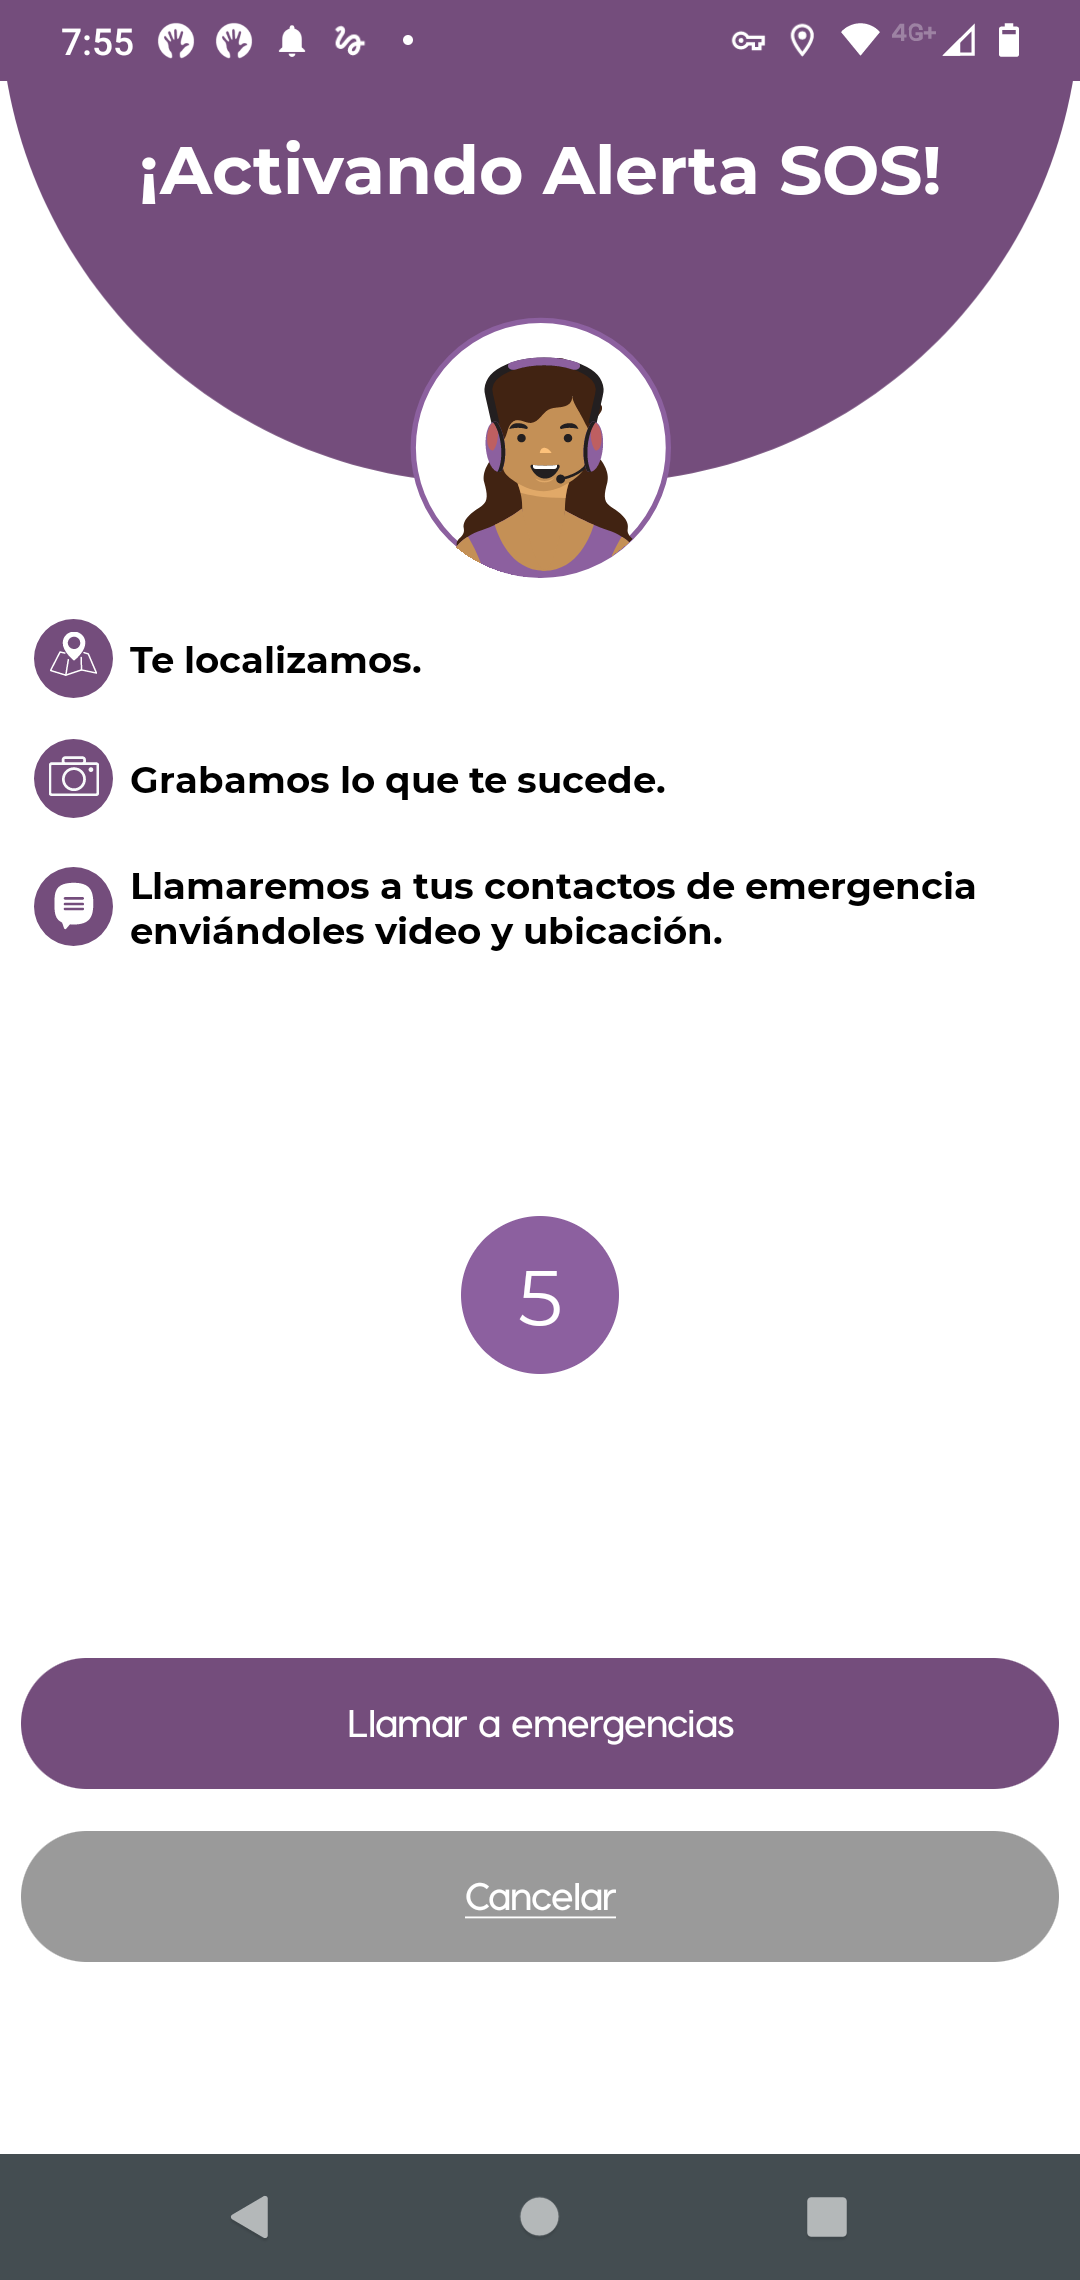 7:55
4G+
¡Activando Alerta SOS!
Te localizamos.
Grabamos lo que te sucede.
Llamaremos a tus contactos de emergencia
enviándoles video y ubicación.
5
Llamar a emergencias
Cancelar